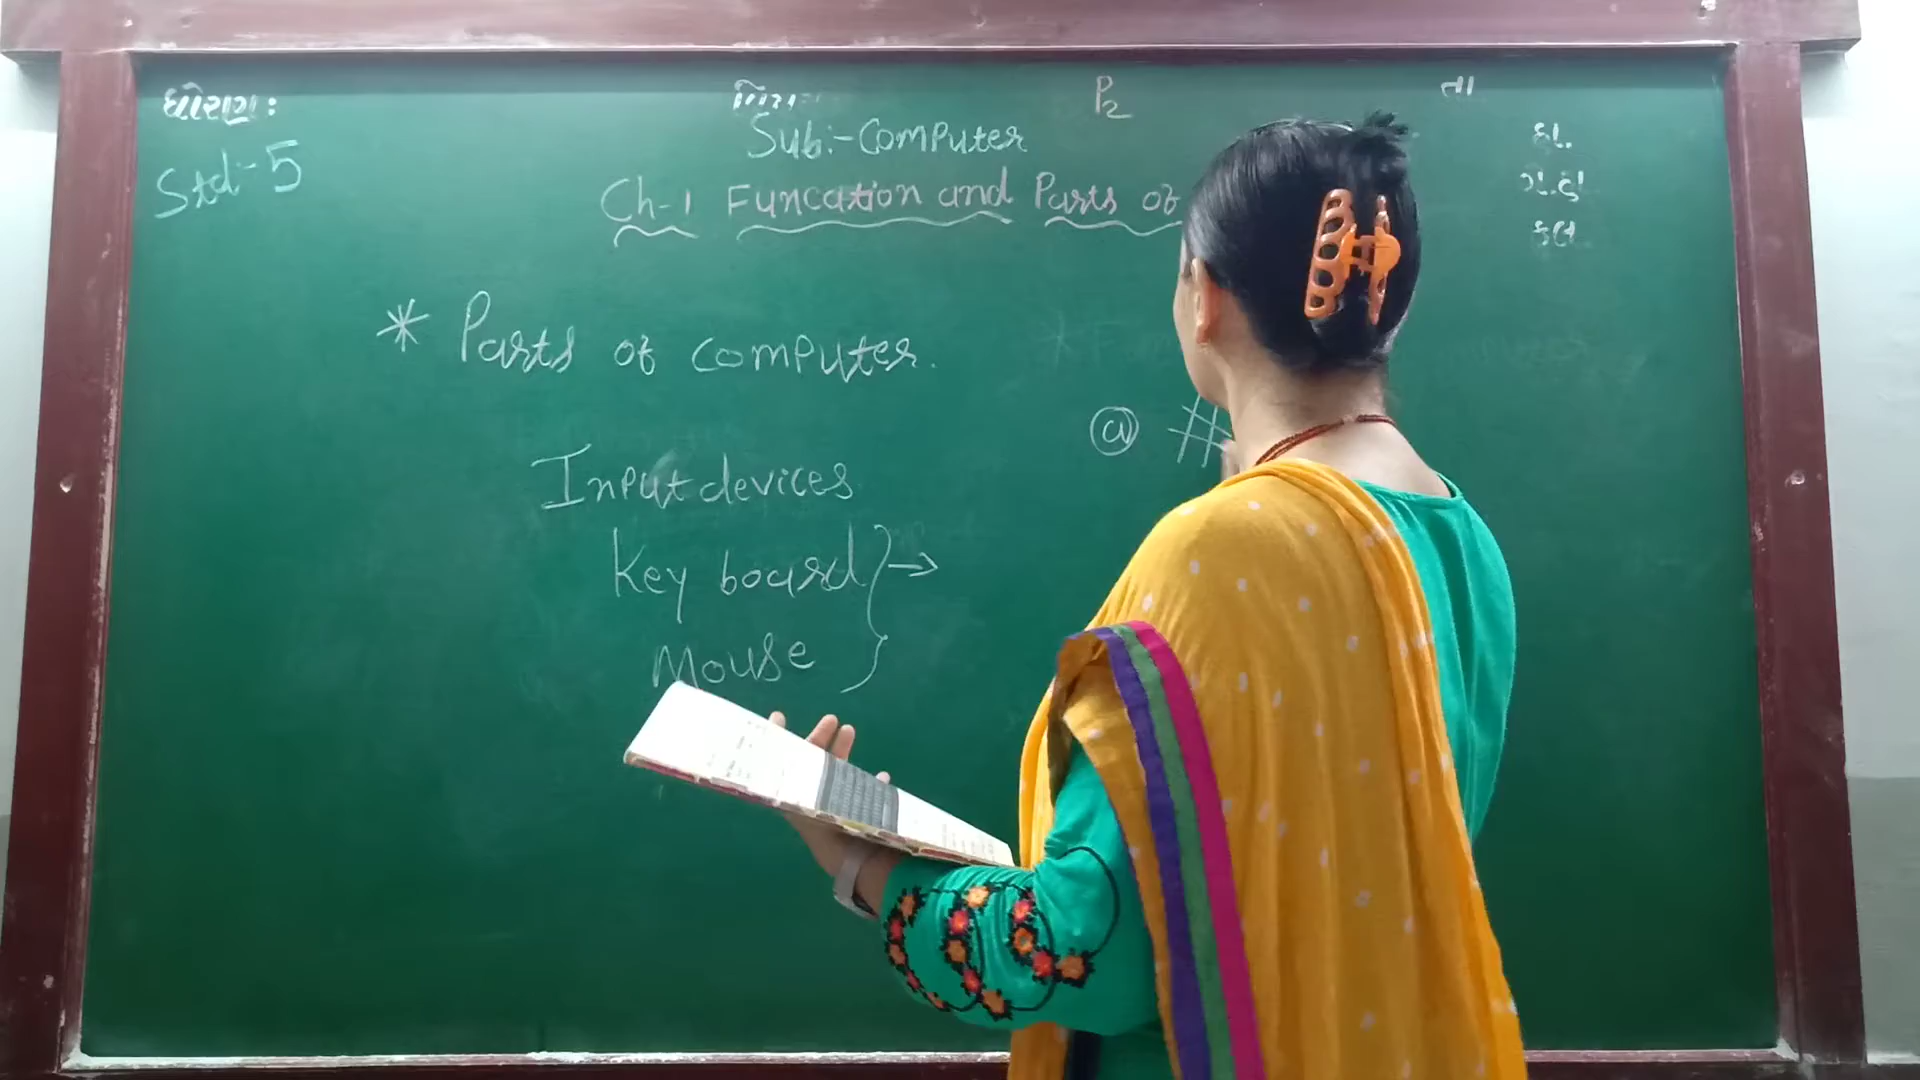 ધોરણ:
P2
તા
Std-5
Sub:-Computer
હા.
Ch-1 Funcation and Parts of
ગે.હા.
કુલ
* Parts of computer.
@ #
Input devices
Key board } →
Mouse